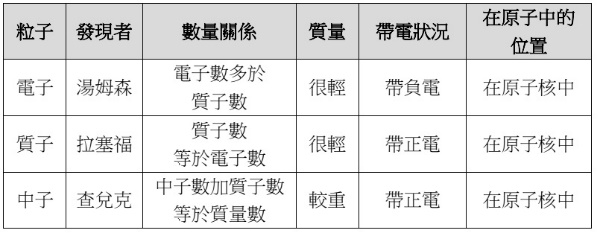 粒子 發現者 數量關係 質量 帶電狀況 在原子中的
位置
電子 湯姆森 電子數多於
質子數 很輕 帶負電 在原子核中
質子 拉塞福 質子數
等於電子數 很輕 帶正電 在原子核中
中子 查兌克 中子數加質子數
等於質量數 較重 帶正電 在原子核中